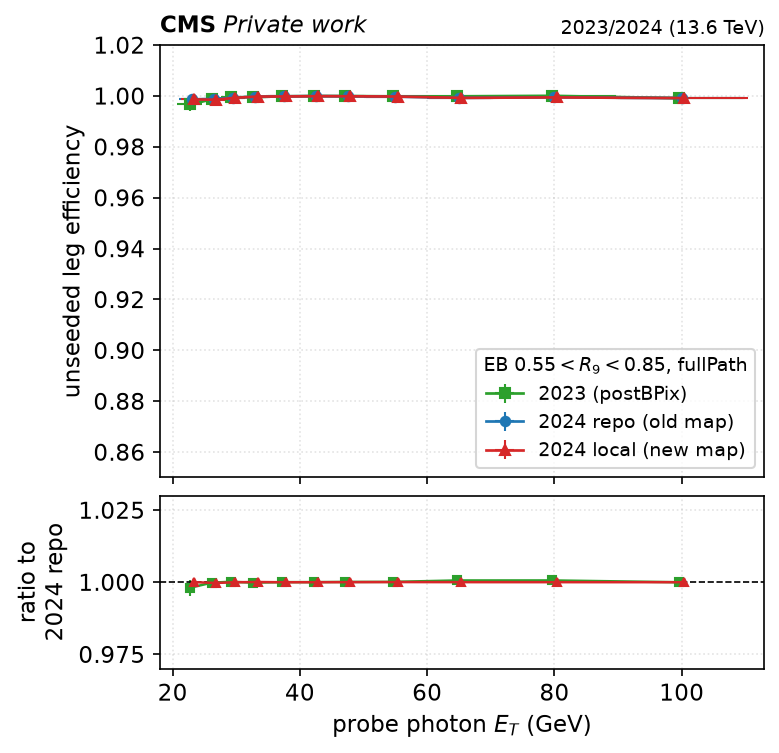 CMS Private work 2023/2024 (13.6 TeV)
1.02
1.00
0.98
0.96
0.94
0.92
0.90
0.88
0.86
unseeded leg efficiency
EB 0.55 < R₉ < 0.85, fullPath
2023 (postBPix)
2024 repo (old map)
2024 local (new map)
1.025
1.000
0.975
ratio to
2024 repo
20 40 60 80 100
probe photon E_T (GeV)